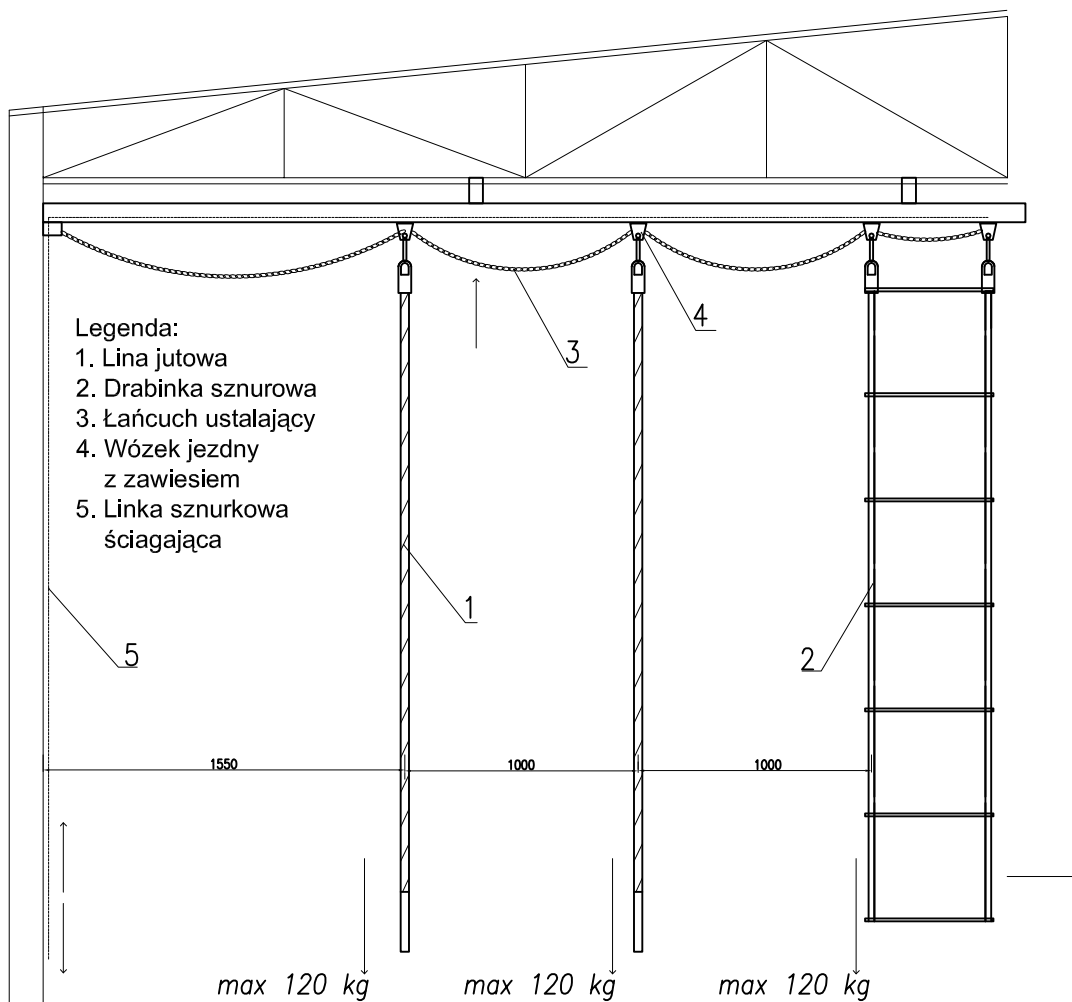 Legenda:
1. Lina jutowa
2. Drabinka sznurowa
3. Łańcuch ustalający
4. Wózek jezdny
z zawiesiem
5. Linka sznurkowa
ściagająca
3
4
1
5
2
1550
1000
1000
max 120 kg
max 120 kg
max 120 kg